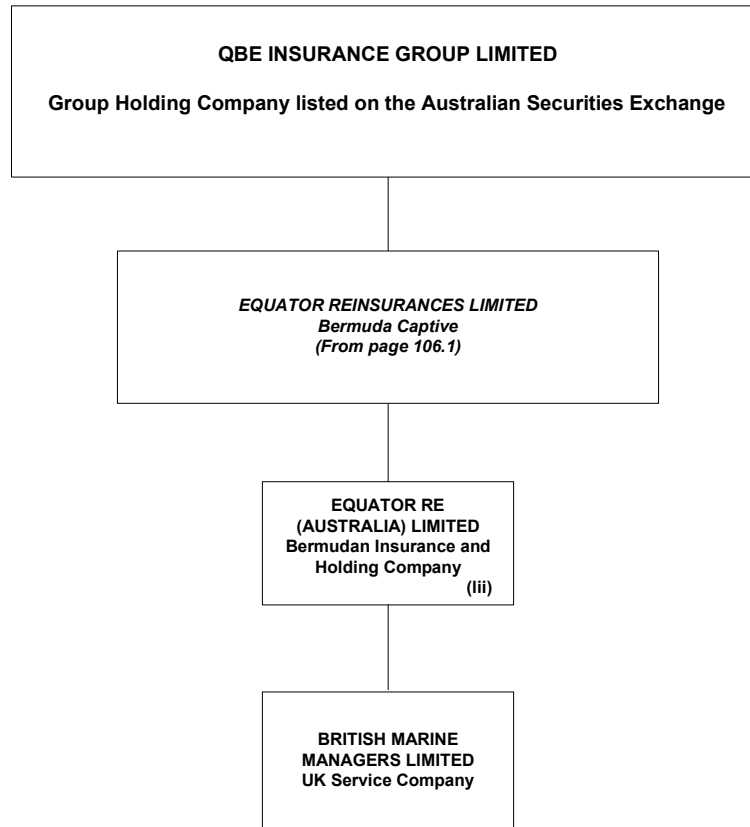 QBE INSURANCE GROUP LIMITED
Group Holding Company listed on the Australian Securities Exchange
EQUATOR REINSURANCES LIMITED
Bermuda Captive
(From page 106.1)
EQUATOR RE
(AUSTRALIA) LIMITED
Bermudan Insurance and
Holding Company
(Iii)
BRITISH MARINE
MANAGERS LIMITED
UK Service Company